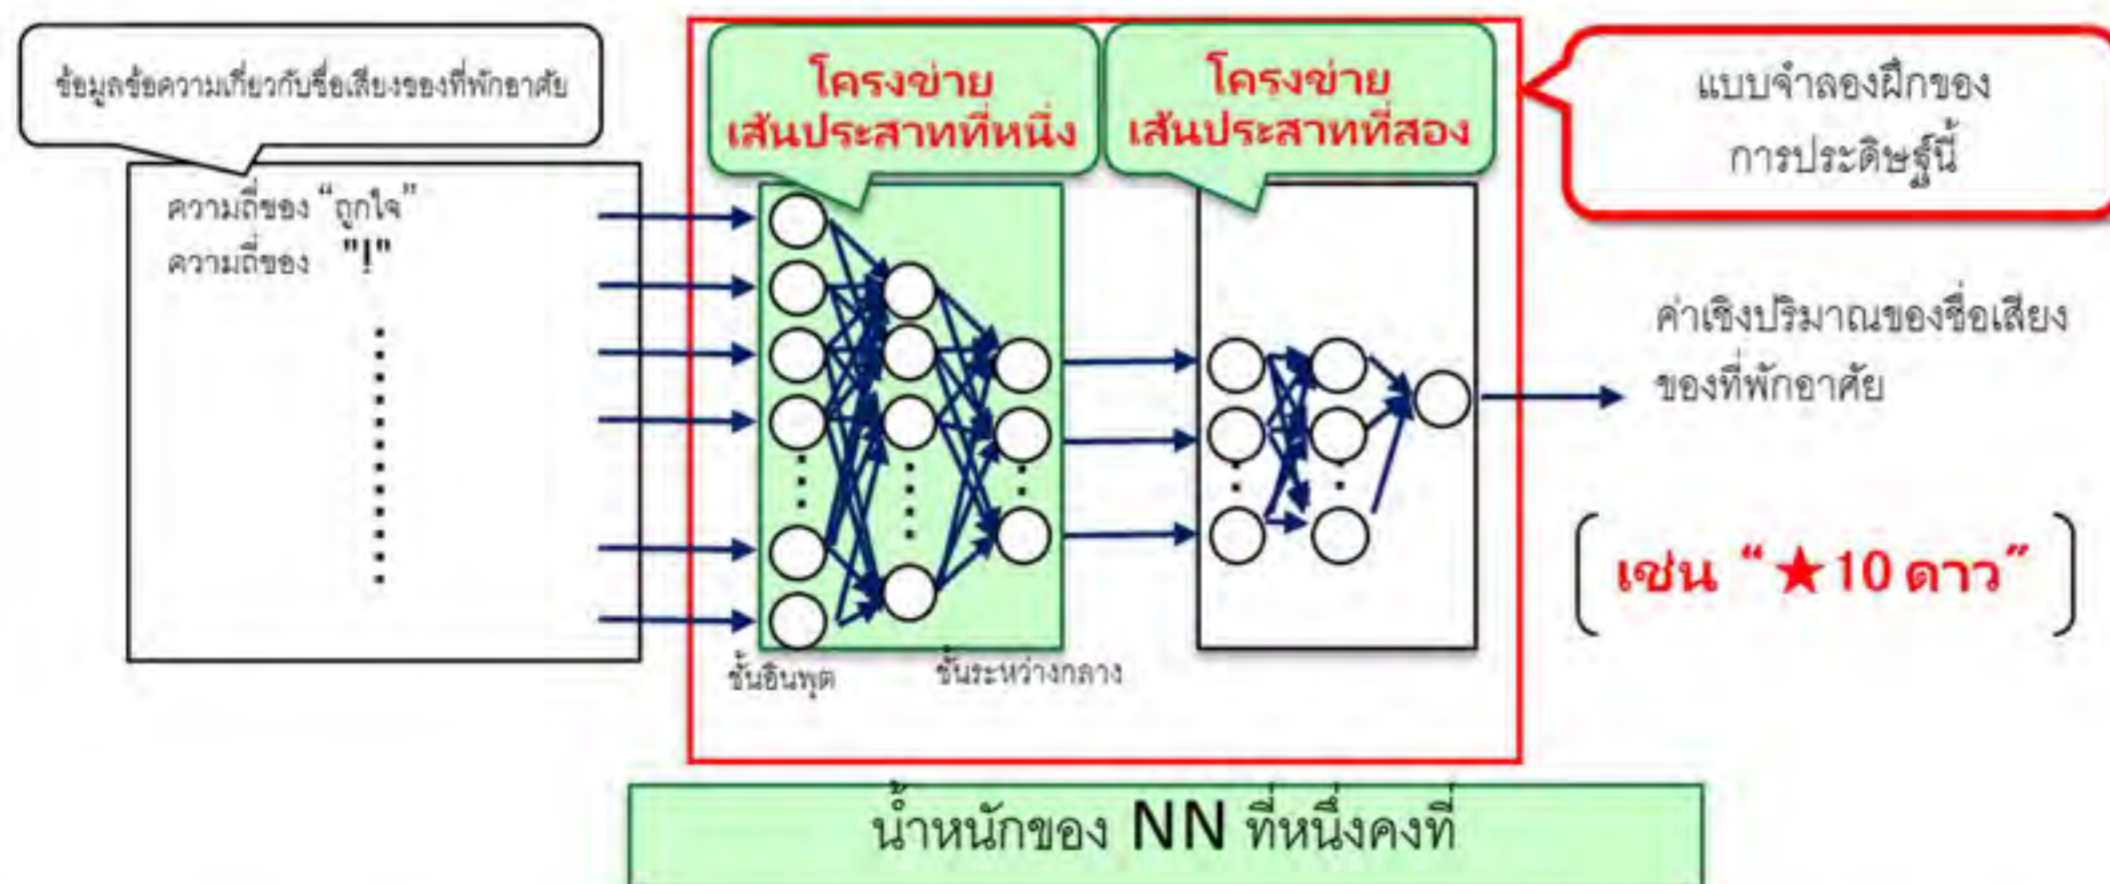 ข้อมูลข้อความเกี่ยวกับชื่อเสียงของที่พักอาศัย
ความถี่ของ “ถูกใจ”
ความถี่ของ "!"
โครงข่าย
เส้นประสาทที่หนึ่ง
โครงข่าย
เส้นประสาทที่สอง
แบบจำลองฝึกของ
การประดิษฐ์นี้
ค่าเชิงปริมาณของชื่อเสียง
ของที่พักอาศัย
เช่น “★10 ดาว”
ชั้นอินพุต
ชั้นระหว่างกลาง
น้ำหนักของ NN ที่หนึ่งคงที่